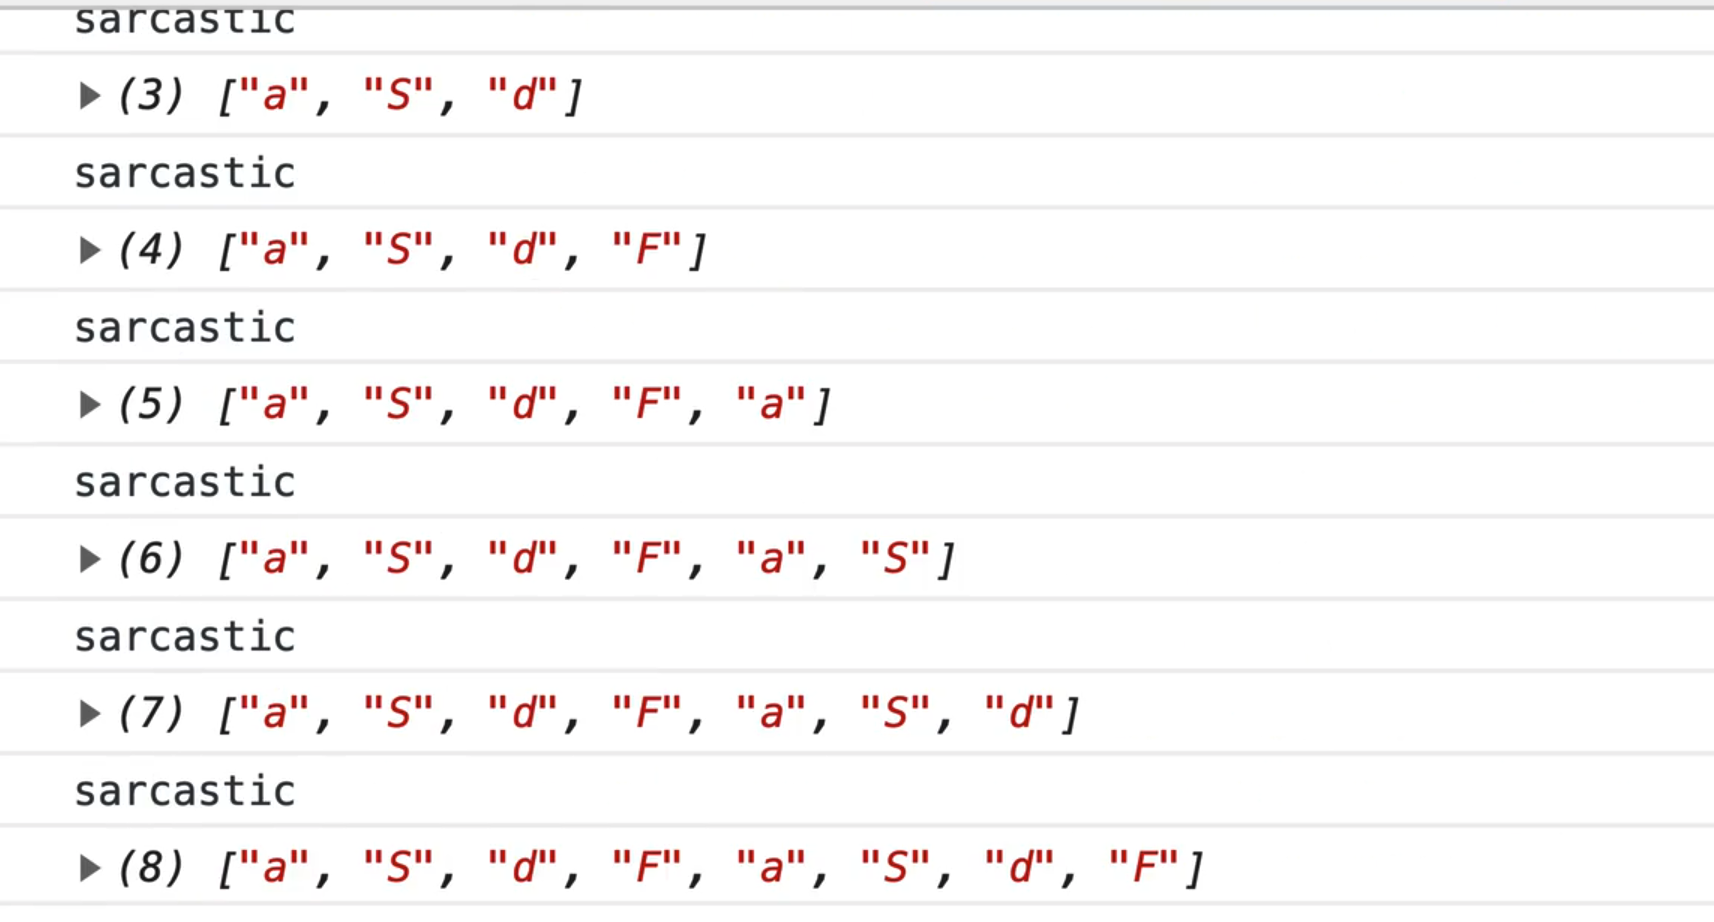 sarcastic
(3) ["a", "S", "d"]
sarcastic
(4) ["a", "S", "d", "F"]
sarcastic
(5) ["a", "S", "d", "F", "a"]
sarcastic
(6) ["a", "S", "d", "F", "a", "S"]
sarcastic
(7) ["a", "S", "d", "F", "a", "S", "d"]
sarcastic
(8) ["a", "S", "d", "F", "a", "S", "d", "F"]